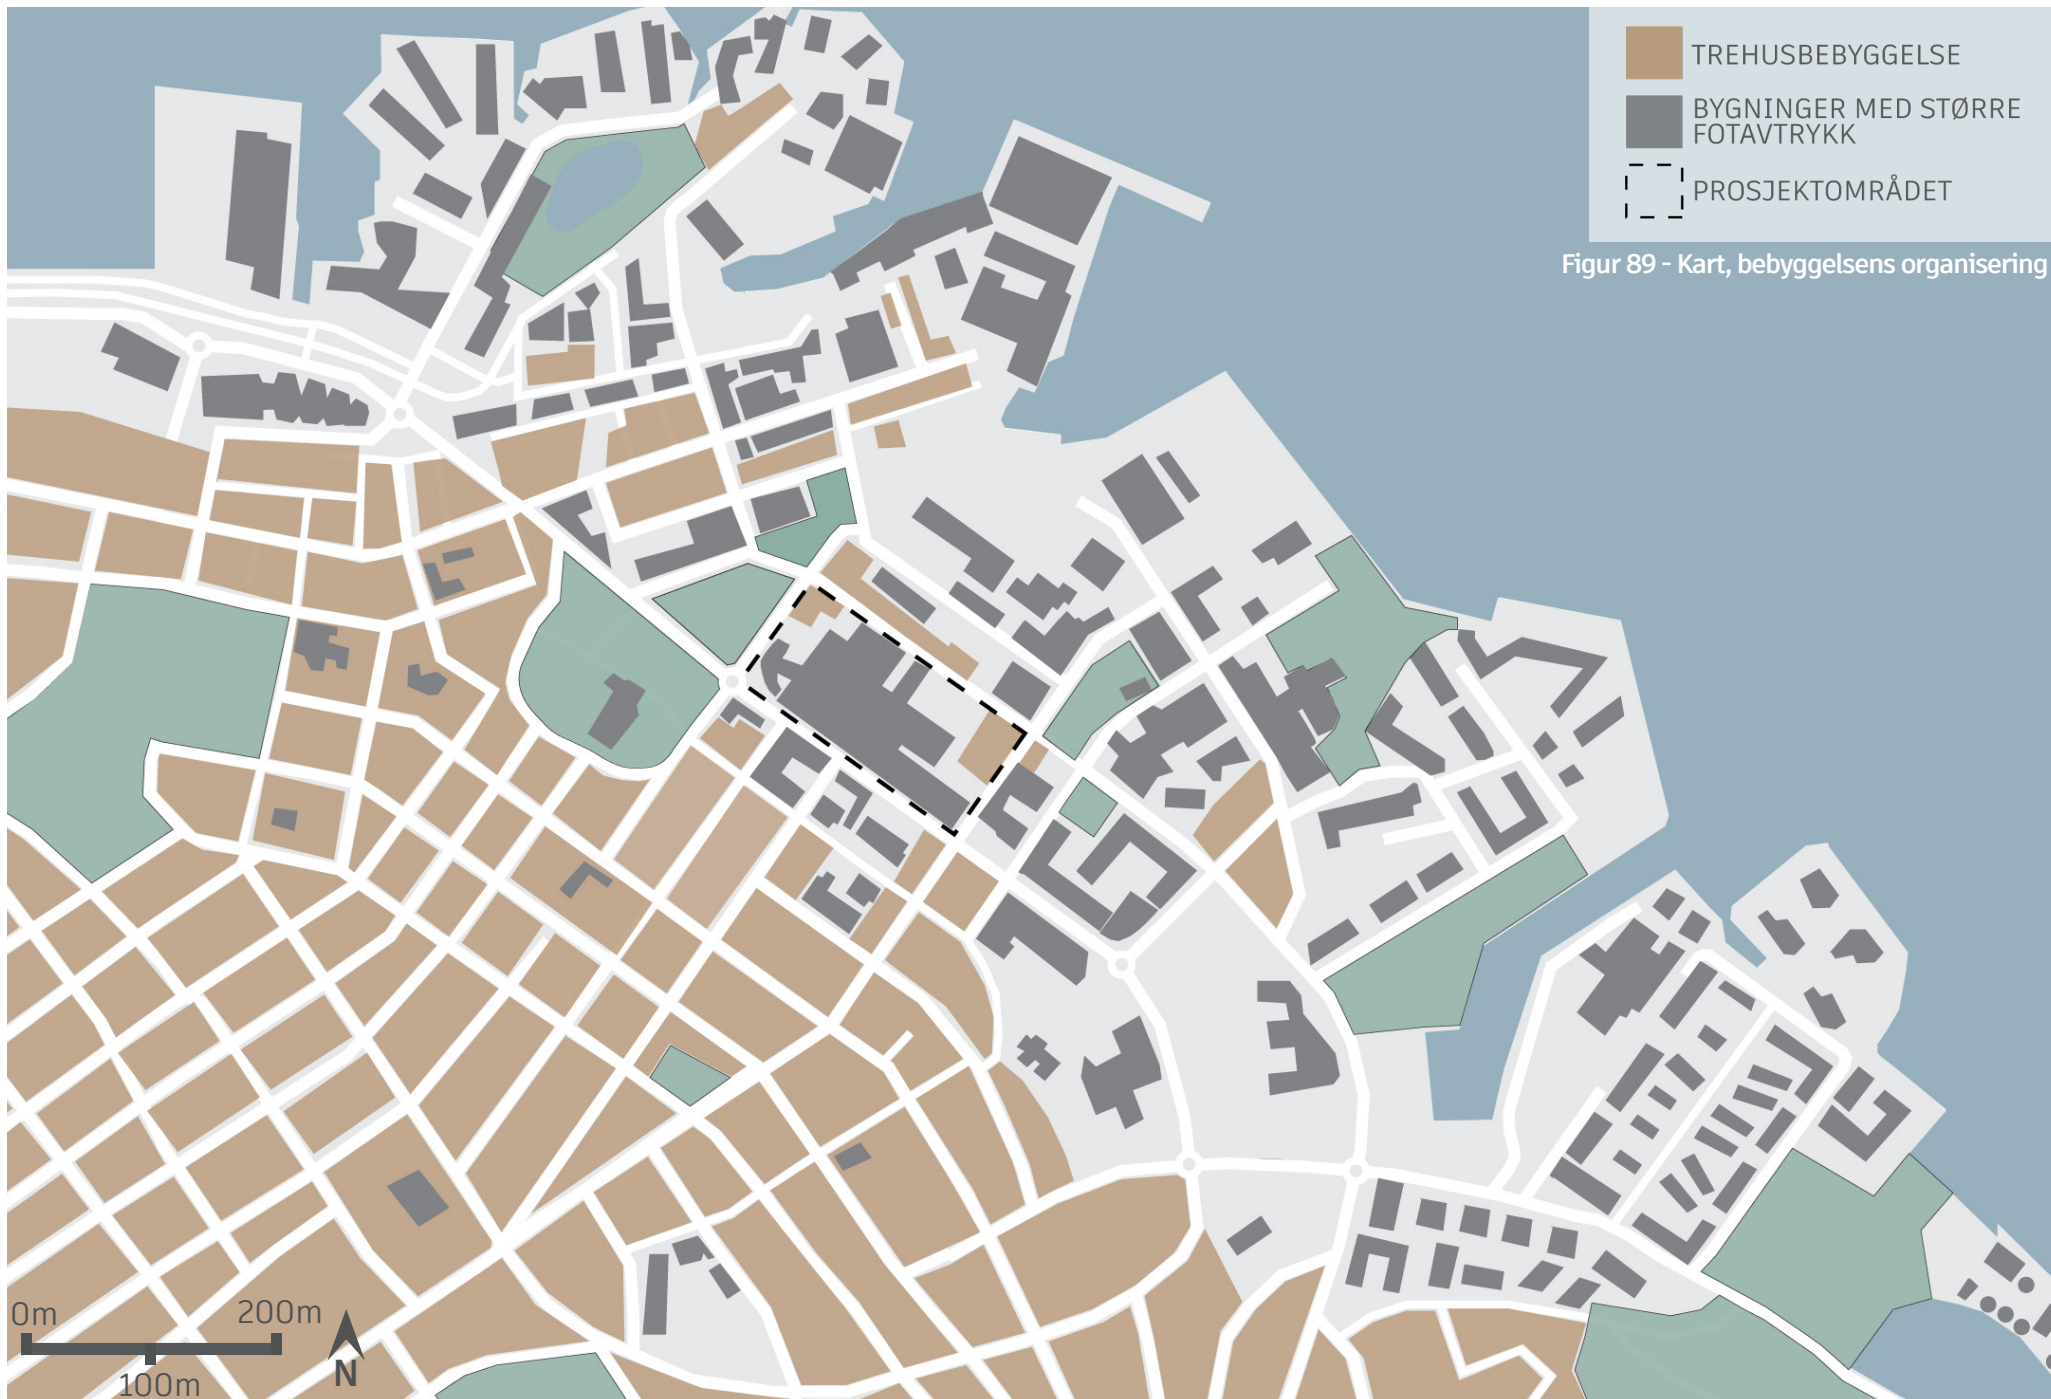 TREHUSBEBYGGELSE
BYGNINGER MED STØRRE
FOTAVTRYKK
PROSJEKTOMRÅDET
Figur 89 - Kart, bebyggelsens organisering
0m
200m
100m
N